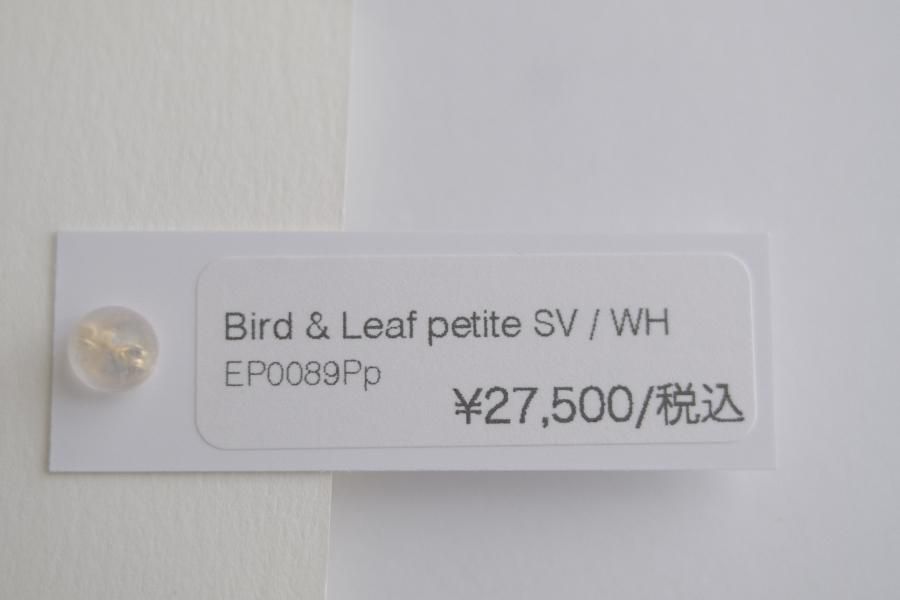 Bird & Leaf petite SV / WH
EP0089Pp
¥27,500/税込